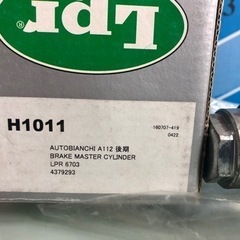 LPR
H1011
160707-419
0422
AUTOBIANCHI A112 後期
BRAKE MASTER CYLINDER
LPR 6703
4379293